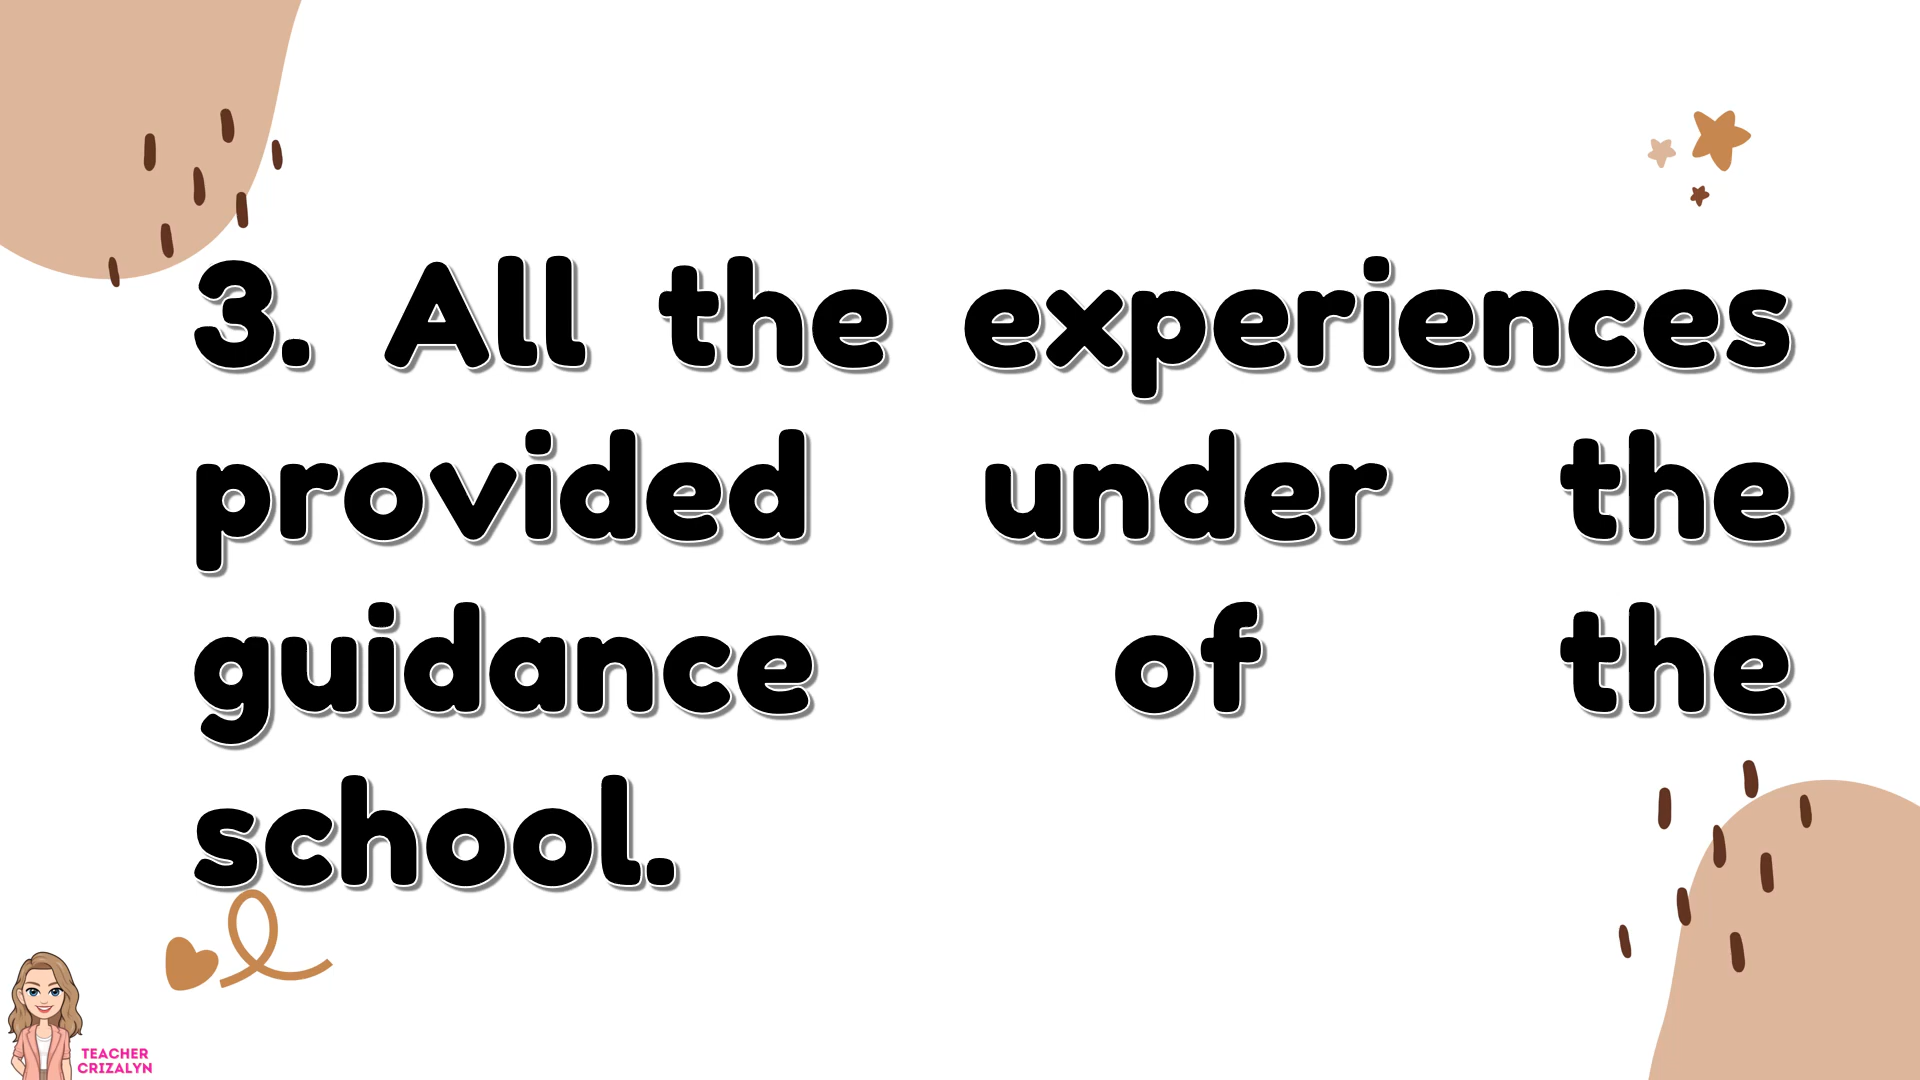 3. All the experiences
provided under the
guidance of the
school.
TEACHER
CRIZALYN